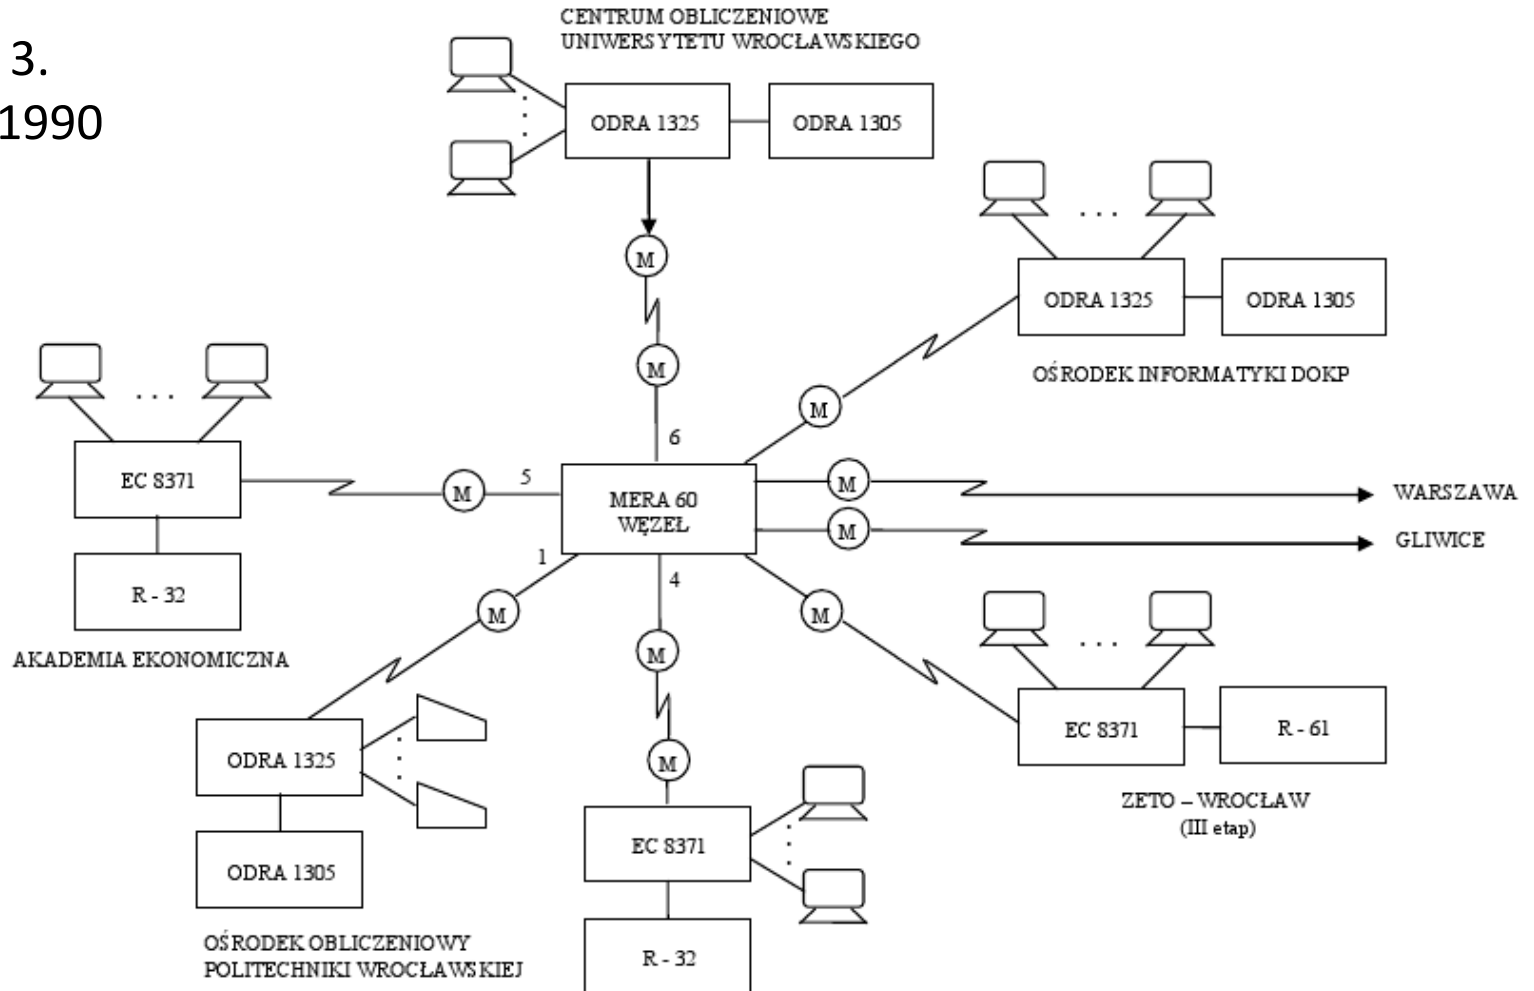 3.
1990
CENTRUM OBLICZENIOWE
UNIWERSYTETU WROCŁAWSKIEGO
ODRA 1325
ODRA 1305
M
M
ODRA 1325
ODRA 1305
OŚRODEK INFORMATYKI DOKP
M
6
EC 8371
R - 32
AKADEMIA EKONOMICZNA
M
5
MERA 60
WĘZEŁ
M
WARSZAWA
M
GLIWICE
1
4
M
M
M
ODRA 1325
ODRA 1305
OŚRODEK OBLICZENIOWY
POLITECHNIKI WROCŁAWSKIEJ
M
EC 8371
R - 32
EC 8371
R - 61
ZETO – WROCŁAW
(III etap)